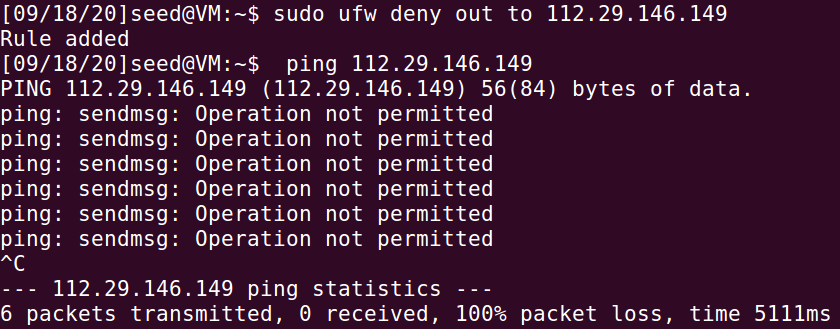 [09/18/20]seed@VM:~$ sudo ufw deny out to 112.29.146.149
Rule added
[09/18/20]seed@VM:~$  ping 112.29.146.149
PING 112.29.146.149 (112.29.146.149) 56(84) bytes of data.
ping: sendmsg: Operation not permitted
ping: sendmsg: Operation not permitted
ping: sendmsg: Operation not permitted
ping: sendmsg: Operation not permitted
ping: sendmsg: Operation not permitted
ping: sendmsg: Operation not permitted
^C
--- 112.29.146.149 ping statistics ---
6 packets transmitted, 0 received, 100% packet loss, time 5111ms